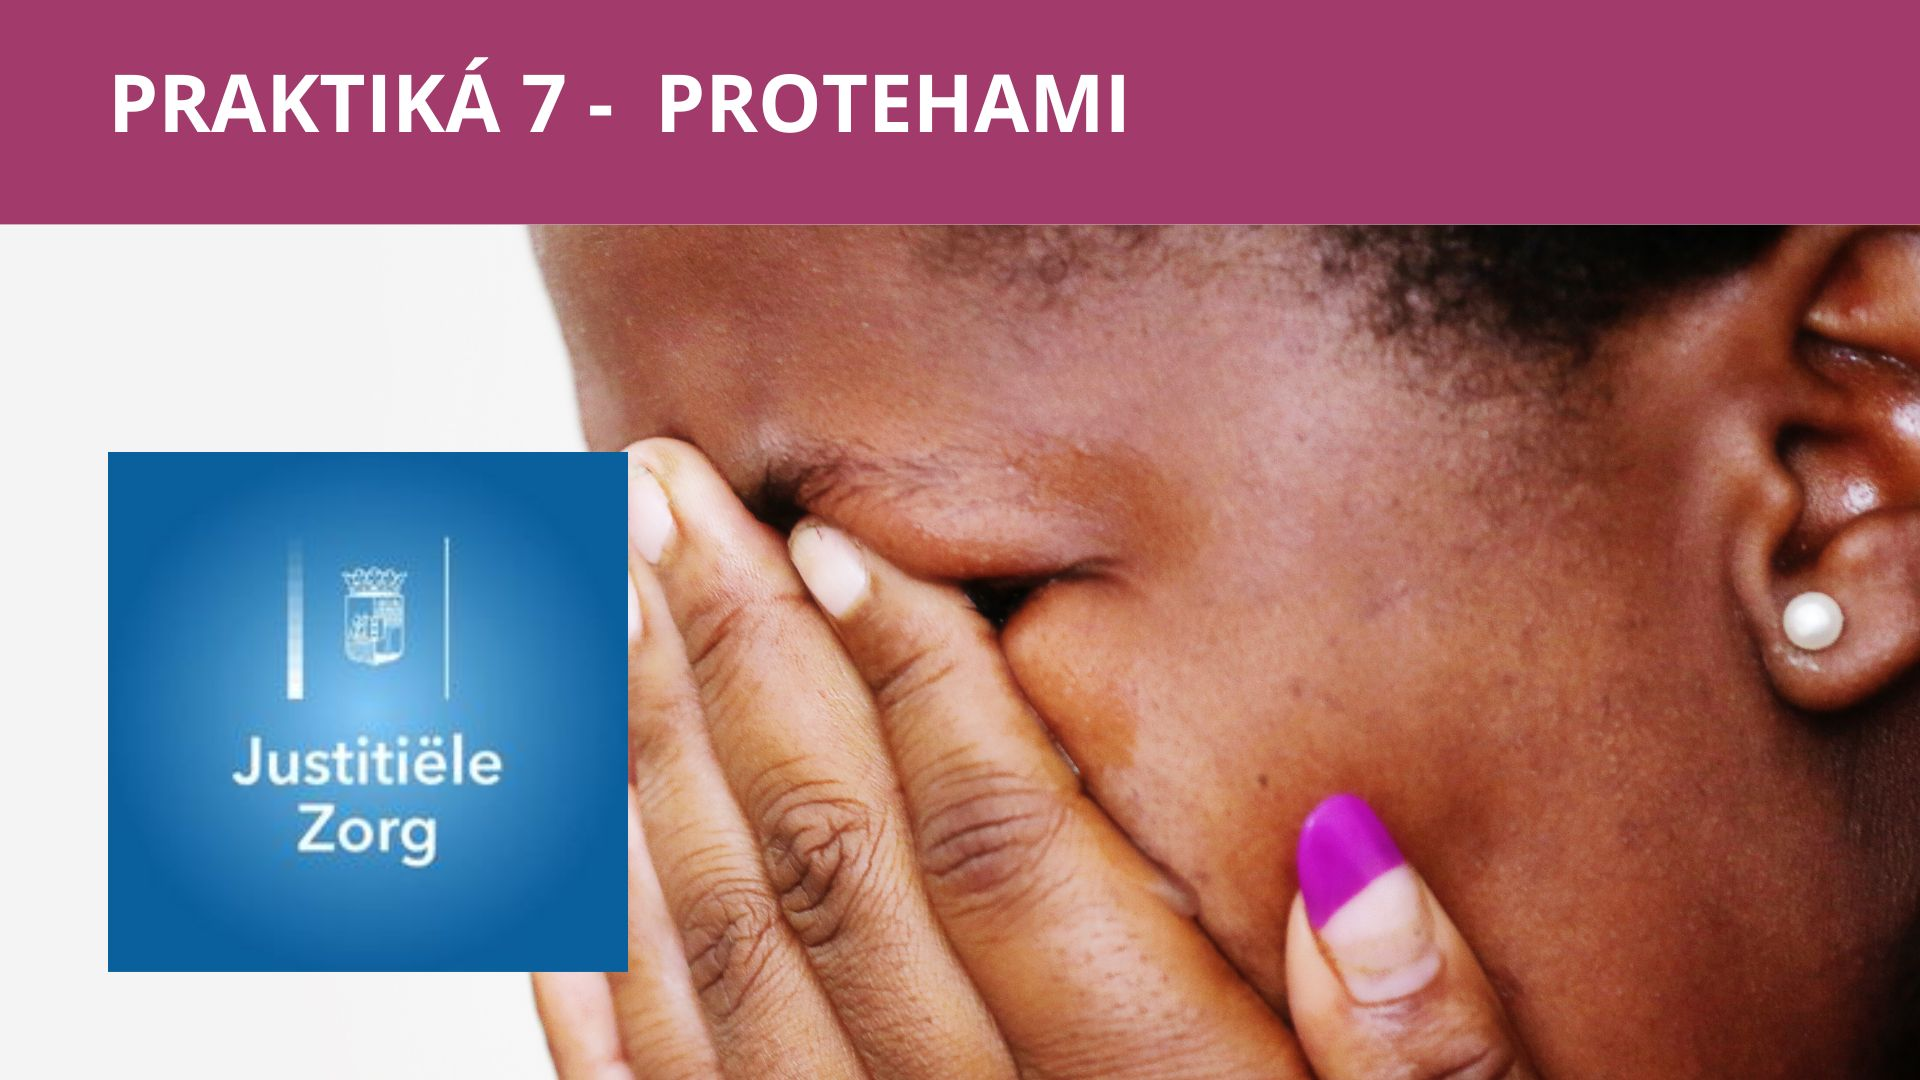 PRAKTIKÁ 7 - PROTEHAMI
Justitiële
Zorg